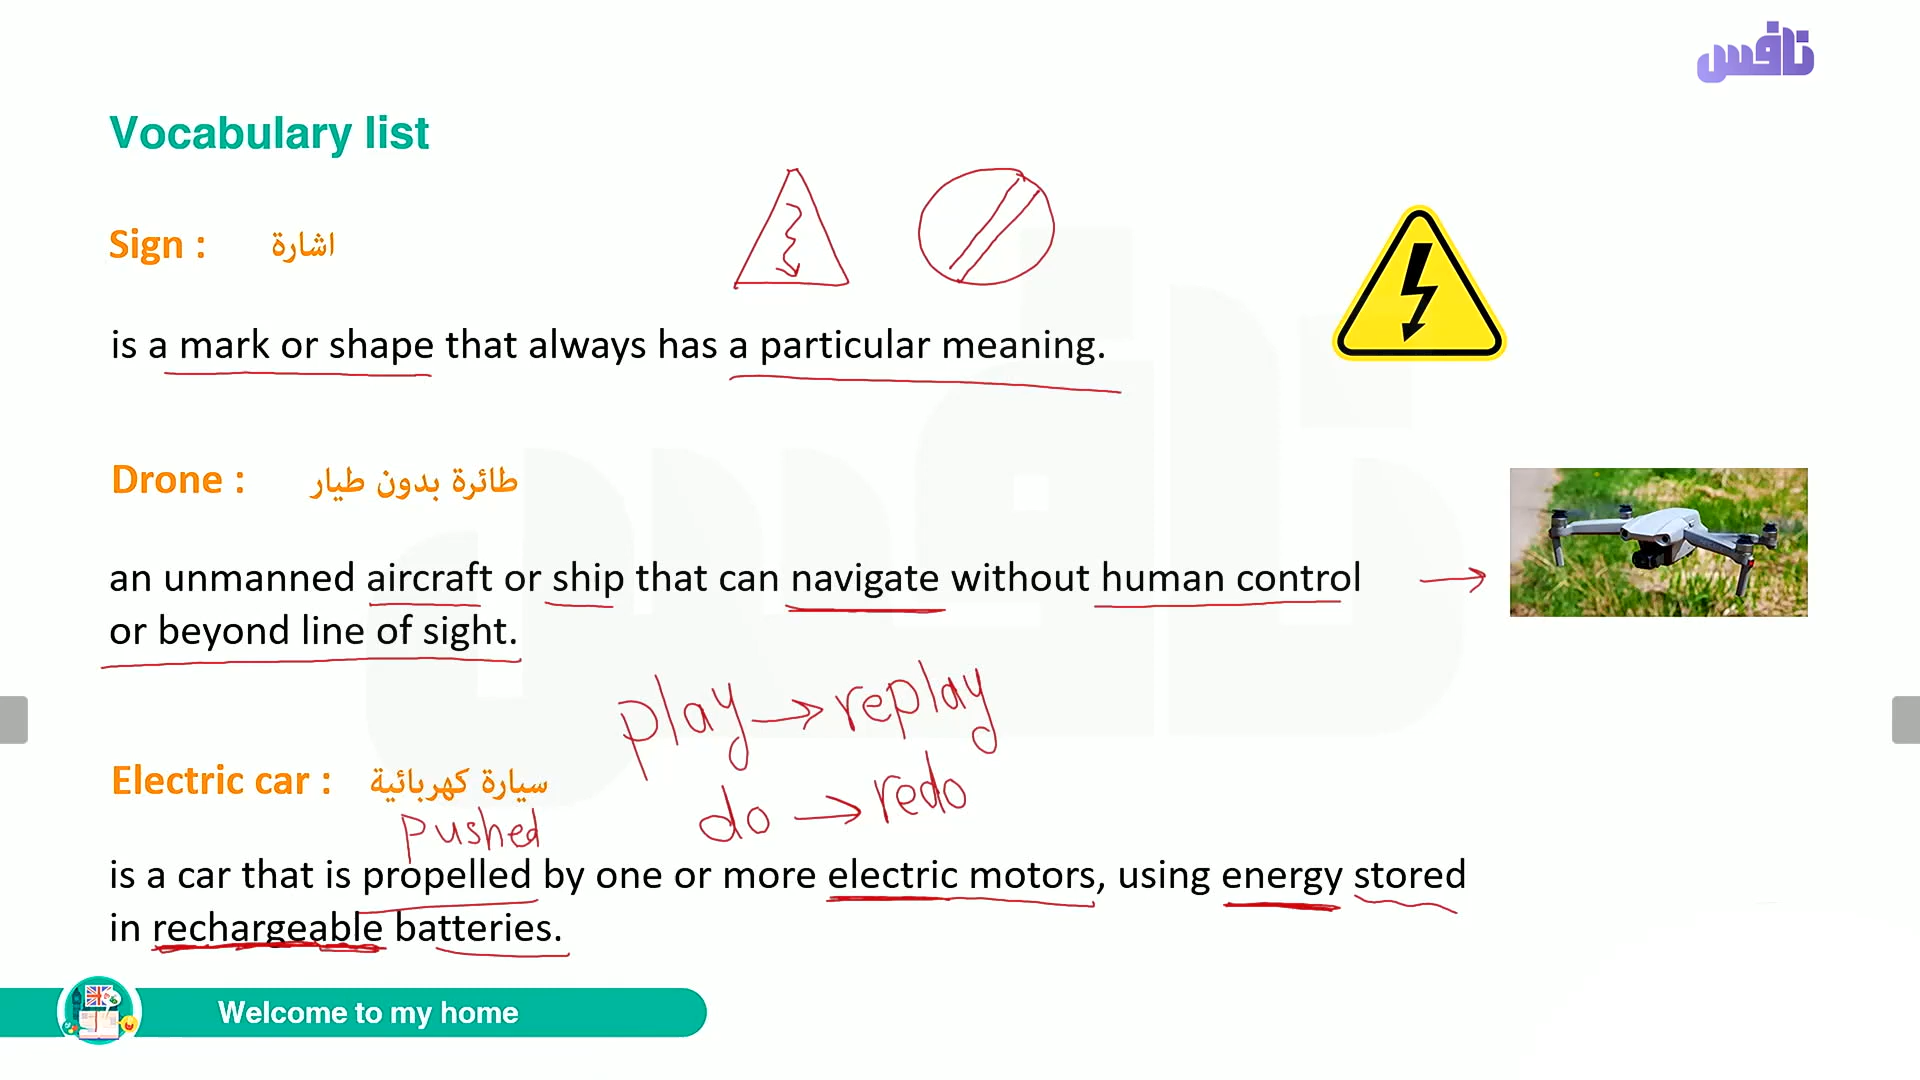 نافس
Vocabulary list
Sign : اشارة
is a mark or shape that always has a particular meaning.
Drone : طائرة بدون طيار
an unmanned aircraft or ship that can navigate without human control
or beyond line of sight.
play → replay
Electric car : سيارة كهربائية
do → redo
pushed
is a car that is propelled by one or more electric motors, using energy stored
in rechargeable batteries.
Welcome to my home